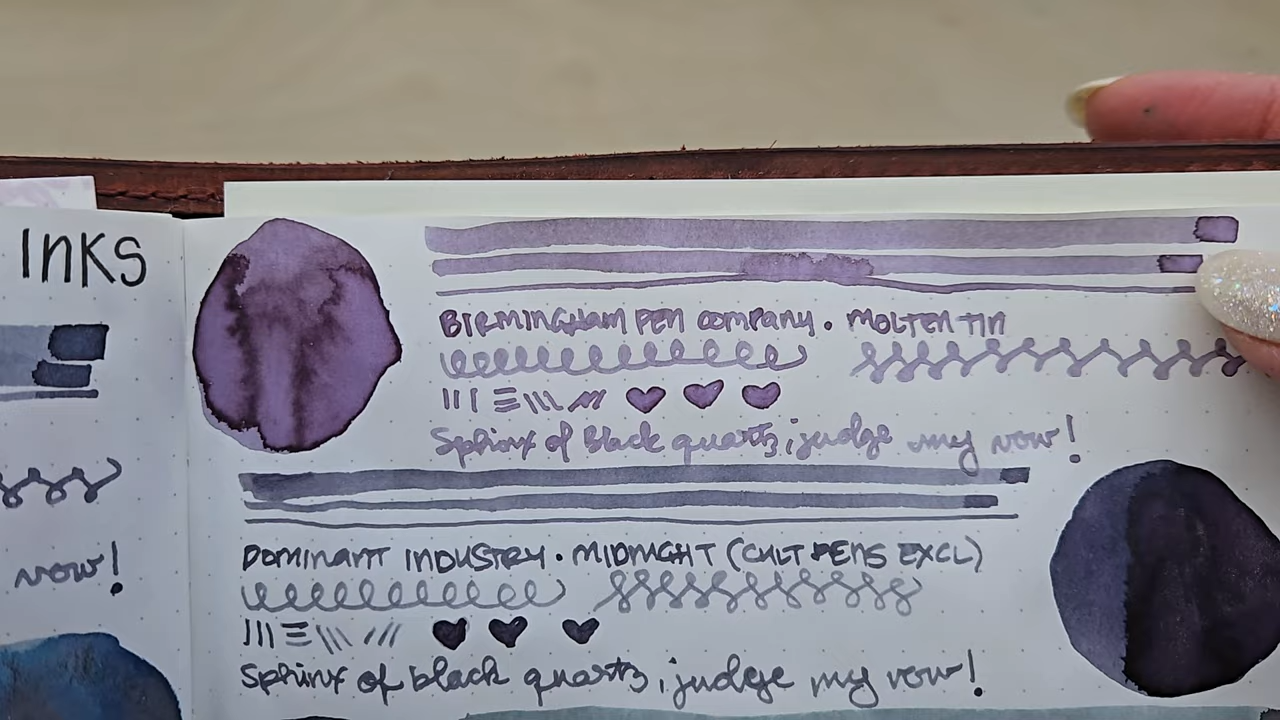 INKS
vow!
BIRMINGHAM PEN COMPANY. MOLTEN TIN
Sphinx of Black quartz, judge my vow!
DOMINANT INDUSTRY. MIDNIGHT (CULT PENS EXCL)
Sphinx of black quartz, judge my vow!